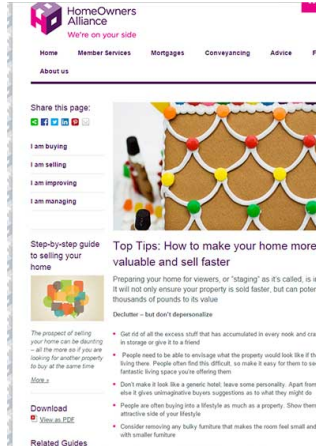 HomeOwners
Alliance
We're on your side
Home Member Services Mortgages Conveyancing Advice F
About us
Share this page:
I am buying
I am selling
I am improving
I am managing
Step-by-step guide
to selling your
home
The prospect of selling
your home can be daunting
– all the more so if you are
looking for another property
to buy at the same time
More »
Download
View as PDF
Related Guides
Top Tips: How to make your home more
valuable and sell faster
Preparing your home for viewers, or "staging" as it's called, is i
It will not only ensure your property is sold faster, but can poten
thousands of pounds to its value
Declutter – but don't depersonalize
Get rid of all the excess stuff that has accumulated in every nook and cra
in storage or give it to a friend
People need to be able to envisage what the property would look like if th
living there. People often find this difficult, so make it easy for them to se
fantastic living space you're offering them
Don't make it look like a generic hotel; leave some personality. Apart from
else it gives unimaginative buyers suggestions as to what they might do
People are often buying into a lifestyle as much as a property. Show them
attractive side of your lifestyle
Consider removing any bulky furniture that makes the room feel small and
with smaller furniture